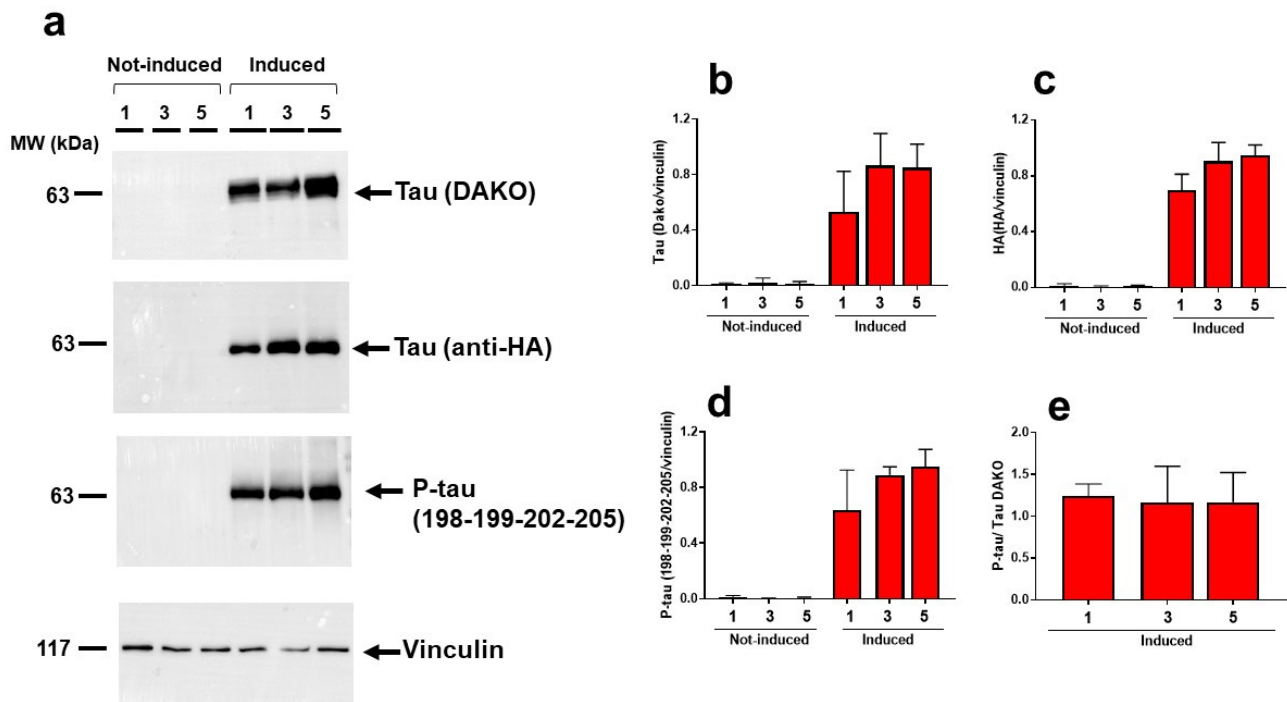 a
Not-induced Induced
1 3 5 1 3 5
MW (kDa)
63 Tau (DAKO)
63 Tau (anti-HA)
63 P-tau
(198-199-202-205)
117 Vinculin
b
Tau (Dako/vinculin)
1.2
0.8
0.4
0.0
1 3 5 1 3 5
Not-induced Induced
c
HA(HA/vinculin)
1.2
0.8
0.4
0.0
1 3 5 1 3 5
Not-induced Induced
d
P-tau (198-199-202-205/vinculin)
1.2
0.8
0.4
0.0
1 3 5 1 3 5
Not-induced Induced
e
P-tau/ Tau DAKO
2.0
1.5
1.0
0.5
0.0
1 3 5
Induced